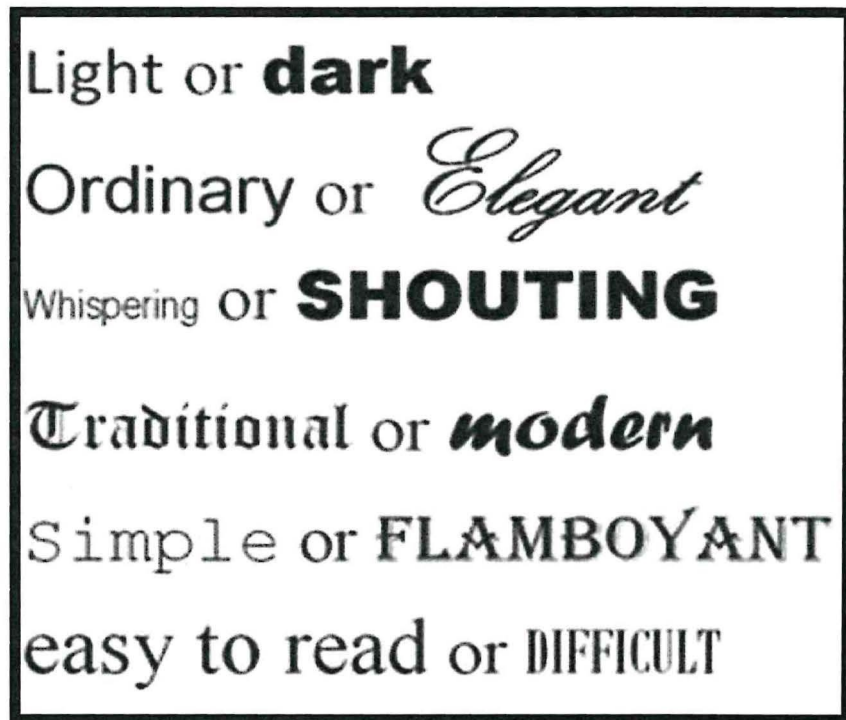 Light or dark
Ordinary or Elegant
Whispering or SHOUTING
Traditional or modern
Simple or FLAMBOYANT
easy to read or DIFFICULT